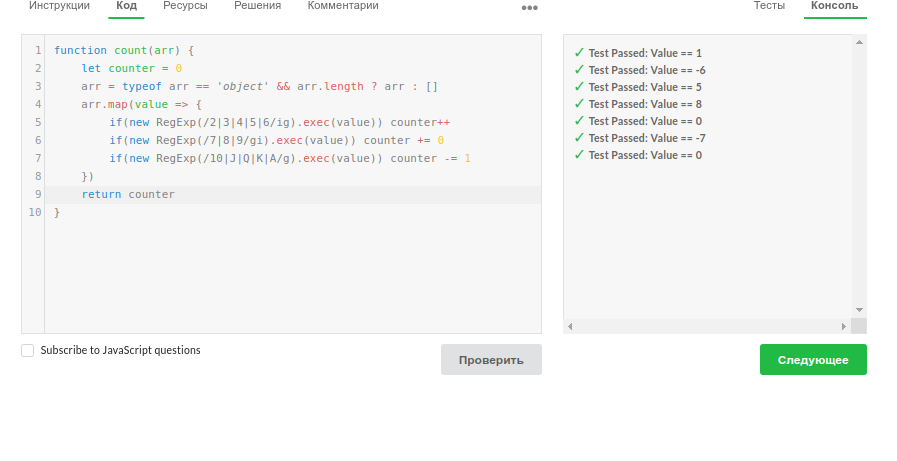 Инструкции Код Ресурсы Решения Комментарии ••• Тесты Консоль
1 function count(arr) {
2 let counter = 0
3 arr = typeof arr == 'object' && arr.length ? arr : []
4 arr.map(value => {
5 if(new RegExp(/2|3|4|5|6/ig).exec(value)) counter++
6 if(new RegExp(/7|8|9/gi).exec(value)) counter += 0
7 if(new RegExp(/10|J|Q|K|A/g).exec(value)) counter -= 1
8 })
9 return counter
10 }
✓ Test Passed: Value == 1
✓ Test Passed: Value == -6
✓ Test Passed: Value == 5
✓ Test Passed: Value == 8
✓ Test Passed: Value == 0
✓ Test Passed: Value == -7
✓ Test Passed: Value == 0
Subscribe to JavaScript questions
Проверить
Следующее